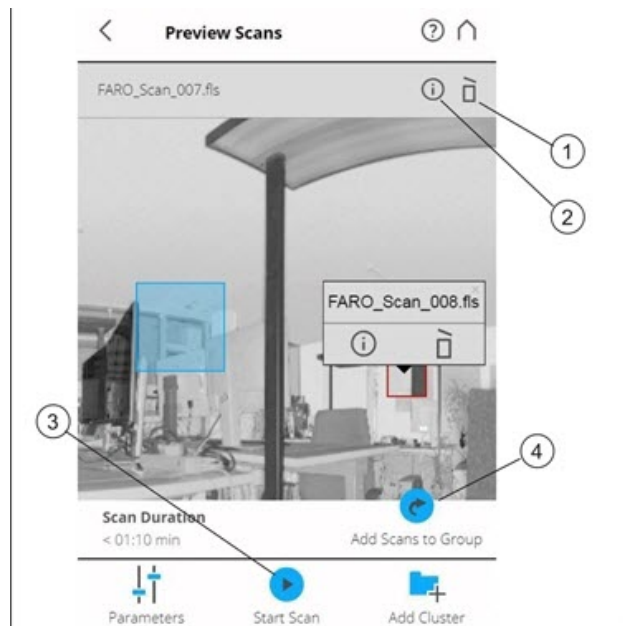 Preview Scans
FARO_Scan_007.fls
1
2
FARO_Scan_008.fls
3
4
Scan Duration
< 01:10 min
Add Scans to Group
Parameters
Start Scan
Add Cluster